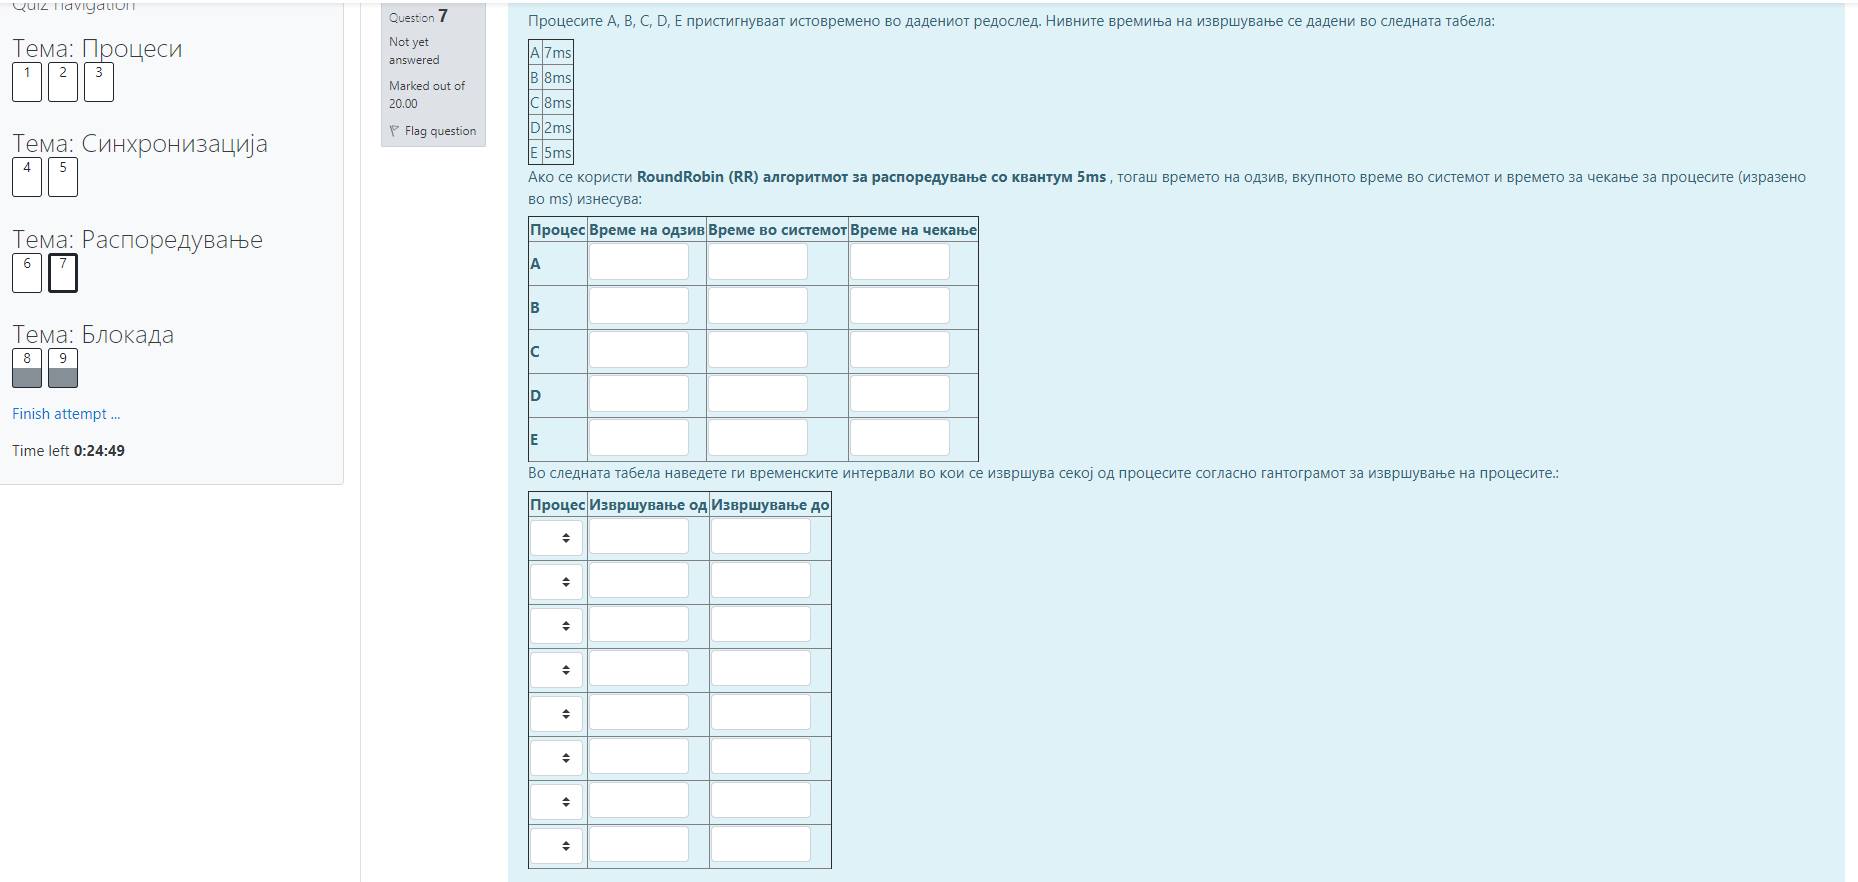 Quiz navigation
Тема: Процеси
1 2 3
Тема: Синхронизација
4 5
Тема: Распоредување
6 7
Тема: Блокада
8 9
Finish attempt ...
Time left 0:24:49
Question 7
Not yet
answered
Marked out of
20.00
Flag question
Процесите A, B, C, D, E пристигнуваат истовремено во дадениот редослед. Нивните времиња на извршување се дадени во следната табела:
A 7ms
B 8ms
C 8ms
D 2ms
E 5ms
Ако се користи RoundRobin (RR) алгоритмот за распоредување со квантум 5ms , тогаш времето на одзив, вкупното време во системот и времето за чекање за процесите (изразено
во ms) изнесува:
Процес Време на одзив Време во системот Време на чекање
A
B
C
D
E
Во следната табела наведете ги временските интервали во кои се извршува секој од процесите согласно гантограмот за извршување на процесите.:
Процес Извршување од Извршување до